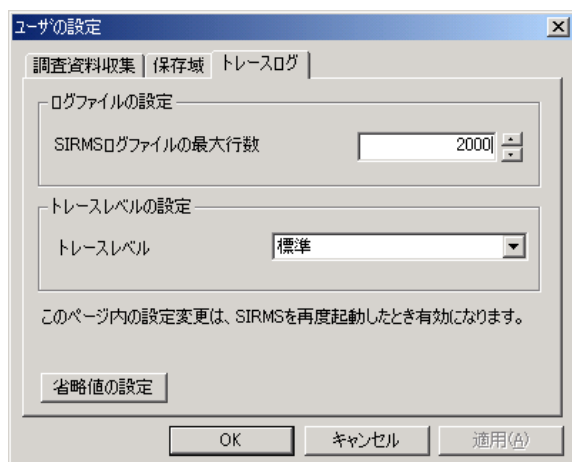 ユーザの設定
調査資料収集 保存域 トレースログ
ログファイルの設定
SIRMSログファイルの最大行数 2000
トレースレベルの設定
トレースレベル 標準
このページ内の設定変更は、SIRMSを再度起動したとき有効になります。
省略値の設定
OK キャンセル 適用(A)